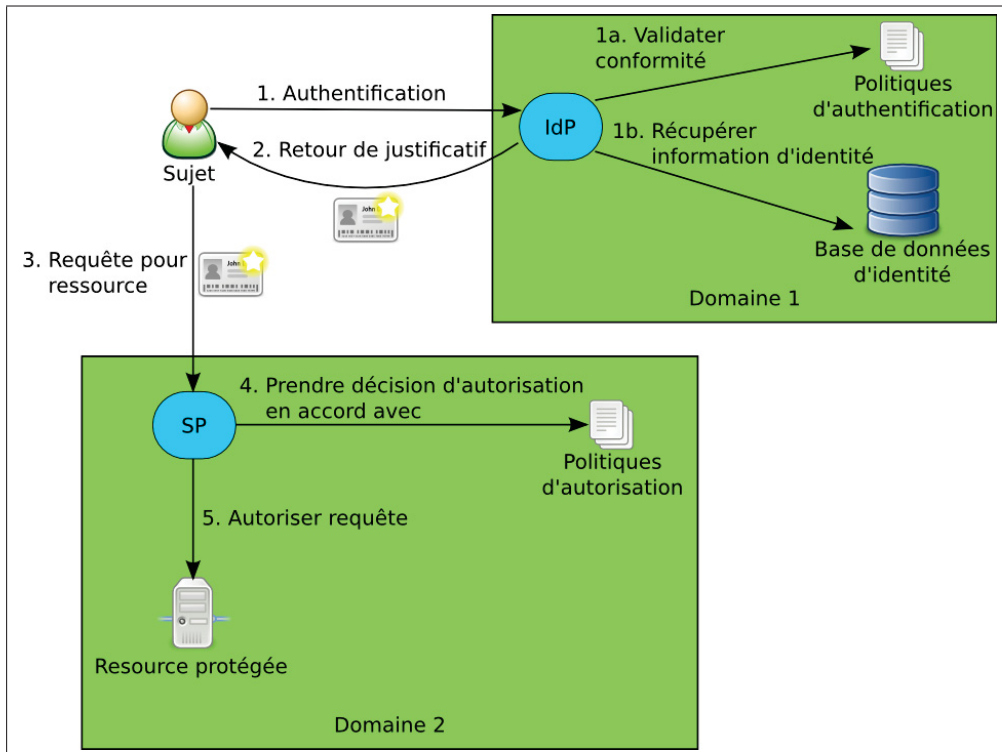 1a. Validater
conformité
Politiques
d'authentification
1. Authentification
IdP
1b. Récupérer
information d'identité
2. Retour de justificatif
Sujet
John
Base de données
d'identité
Domaine 1
3. Requête pour
ressource
John
4. Prendre décision d'autorisation
en accord avec
SP
Politiques
d'autorisation
5. Autoriser requête
Resource protégée
Domaine 2